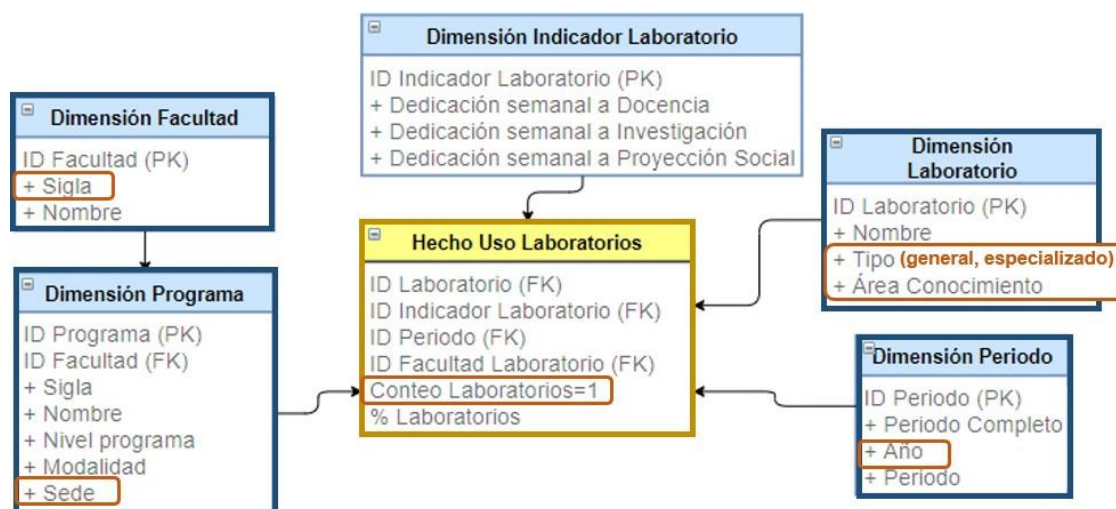 Dimensión Indicador Laboratorio
ID Indicador Laboratorio (PK)
+ Dedicación semanal a Docencia
+ Dedicación semanal a Investigación
+ Dedicación semanal a Proyección Social
Dimensión Facultad
ID Facultad (PK)
+ Sigla
+ Nombre
Dimensión
Laboratorio
ID Laboratorio (PK)
+ Nombre
+ Tipo (general, especializado)
+ Área Conocimiento
Hecho Uso Laboratorios
ID Laboratorio (FK)
ID Indicador Laboratorio (FK)
ID Periodo (FK)
ID Facultad Laboratorio (FK)
Conteo Laboratorios=1
% Laboratorios
Dimensión Programa
ID Programa (PK)
ID Facultad (FK)
+ Sigla
+ Nombre
+ Nivel programa
+ Modalidad
+ Sede
Dimensión Periodo
ID Periodo (PK)
+ Periodo Completo
+ Año
+ Periodo